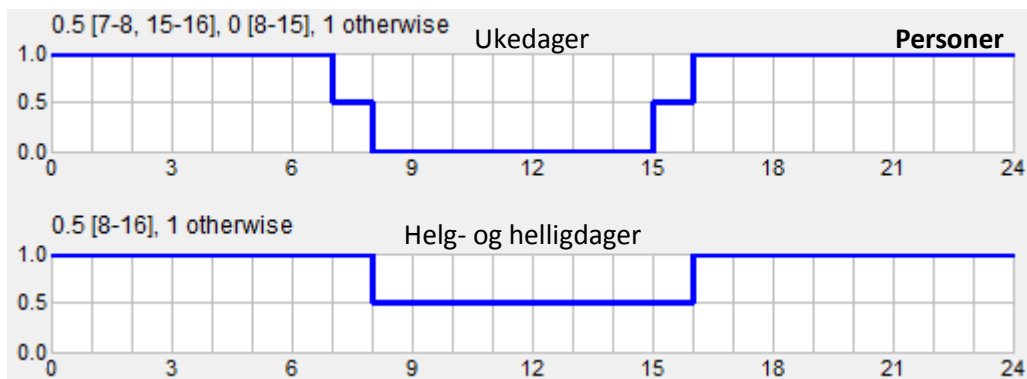 0.5 [7-8, 15-16], 0 [8-15], 1 otherwise
Ukedager
Personer
1.0
0.5
0.0
0 3 6 9 12 15 18 21 24
0.5 [8-16], 1 otherwise
Helg- og helligdager
1.0
0.5
0.0
0 3 6 9 12 15 18 21 24